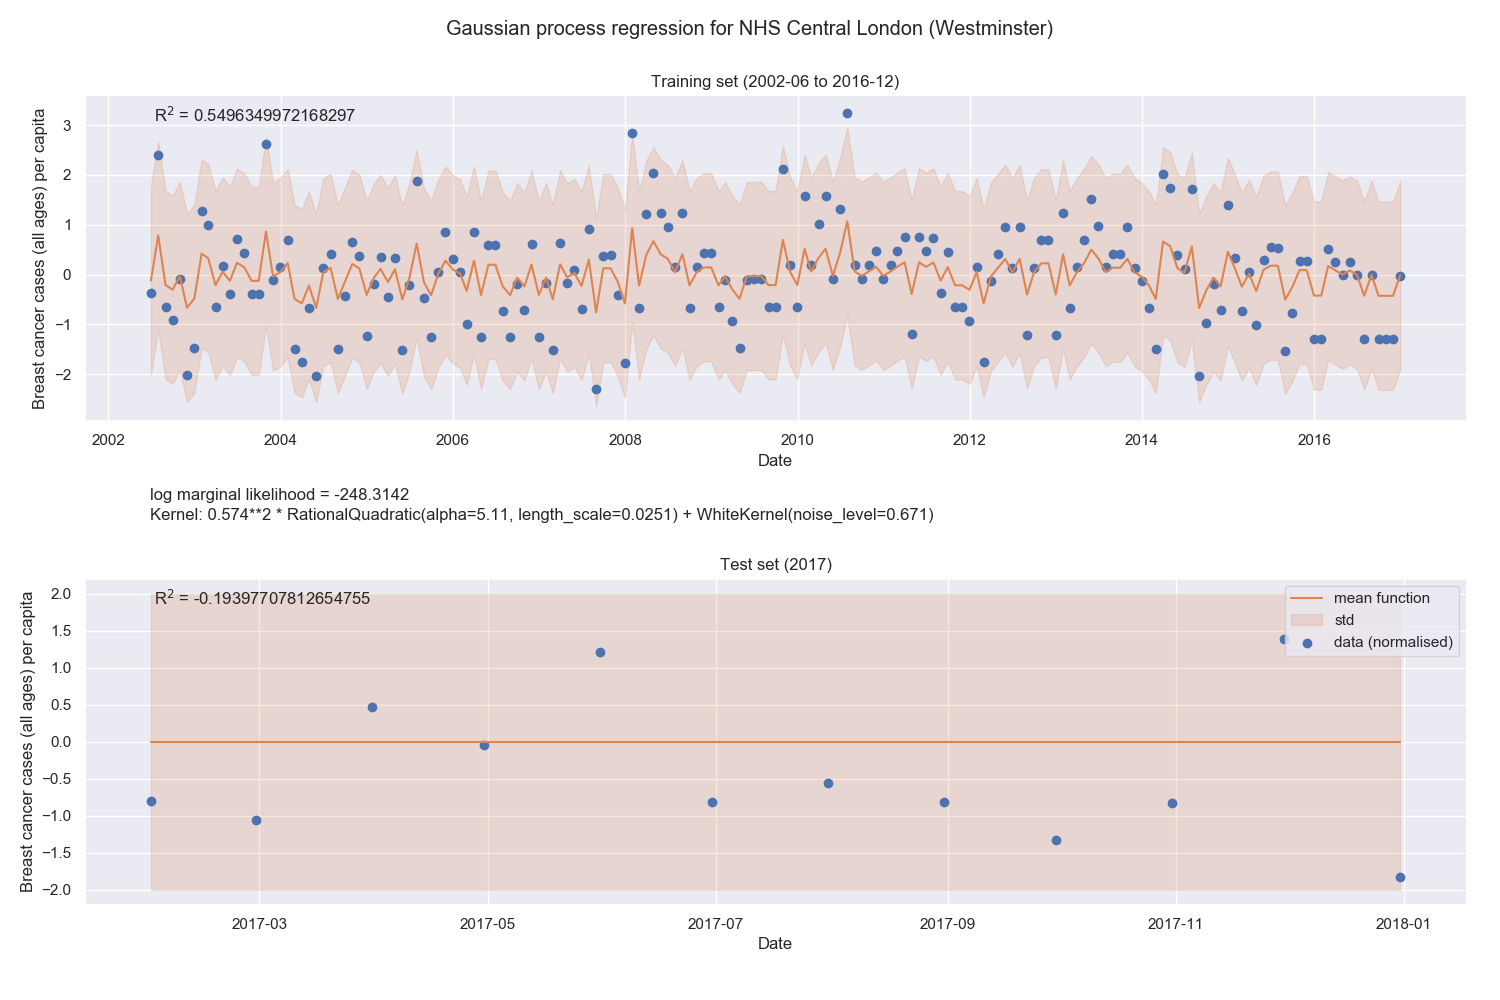 Gaussian process regression for NHS Central London (Westminster)
Training set (2002-06 to 2016-12)
R² = 0.5496349972168297
Breast cancer cases (all ages) per capita
3
2
1
0
−1
−2
2002 2004 2006 2008 2010 2012 2014 2016
Date
log marginal likelihood = -248.3142
Kernel: 0.574**2 * RationalQuadratic(alpha=5.11, length_scale=0.0251) + WhiteKernel(noise_level=0.671)
Test set (2017)
R² = -0.19397707812654755
Breast cancer cases (all ages) per capita
2.0
1.5
1.0
0.5
0.0
−0.5
−1.0
−1.5
−2.0
mean function
std
data (normalised)
2017-03 2017-05 2017-07 2017-09 2017-11 2018-01
Date